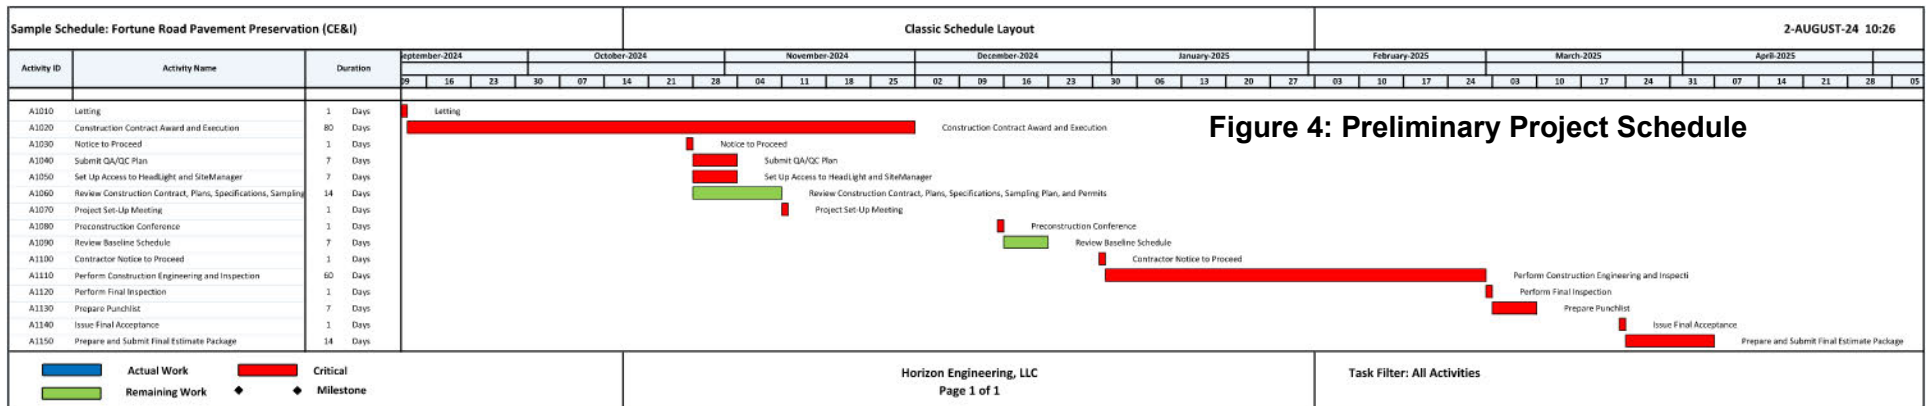 Sample Schedule: Fortune Road Pavement Preservation (CE&I) Classic Schedule Layout 2-AUGUST-24 10:26
Activity ID Activity Name Duration
eptember-2024 October-2024 November-2024 December-2024 January-2025 February-2025 March-2025 April-2025
09 16 23 30 07 14 21 28 04 11 18 25 02 09 16 23 30 06 13 20 27 03 10 17 24 03 10 17 24 31 07 14 21 28 05
A1010 Letting 1 Days Letting
A1020 Construction Contract Award and Execution 80 Days Construction Contract Award and Execution
Figure 4: Preliminary Project Schedule
A1030 Notice to Proceed 1 Days Notice to Proceed
A1040 Submit QA/QC Plan 7 Days Submit QA/QC Plan
A1050 Set Up Access to HeadLight and SiteManager 7 Days Set Up Access to HeadLight and SiteManager
A1060 Review Construction Contract, Plans, Specifications, Sampling 14 Days Review Construction Contract, Plans, Specifications, Sampling Plan, and Permits
A1070 Project Set-Up Meeting 1 Days Project Set-Up Meeting
A1080 Preconstruction Conference 1 Days Preconstruction Conference
A1090 Review Baseline Schedule 7 Days Review Baseline Schedule
A1100 Contractor Notice to Proceed 1 Days Contractor Notice to Proceed
A1110 Perform Construction Engineering and Inspection 60 Days Perform Construction Engineering and Inspecti
A1120 Perform Final Inspection 1 Days Perform Final Inspection
A1130 Prepare Punchlist 7 Days Prepare Punchlist
A1140 Issue Final Acceptance 1 Days Issue Final Acceptance
A1150 Prepare and Submit Final Estimate Package 14 Days Prepare and Submit Final Estimate Package
Actual Work Critical
Remaining Work Milestone
Horizon Engineering, LLC
Page 1 of 1
Task Filter: All Activities